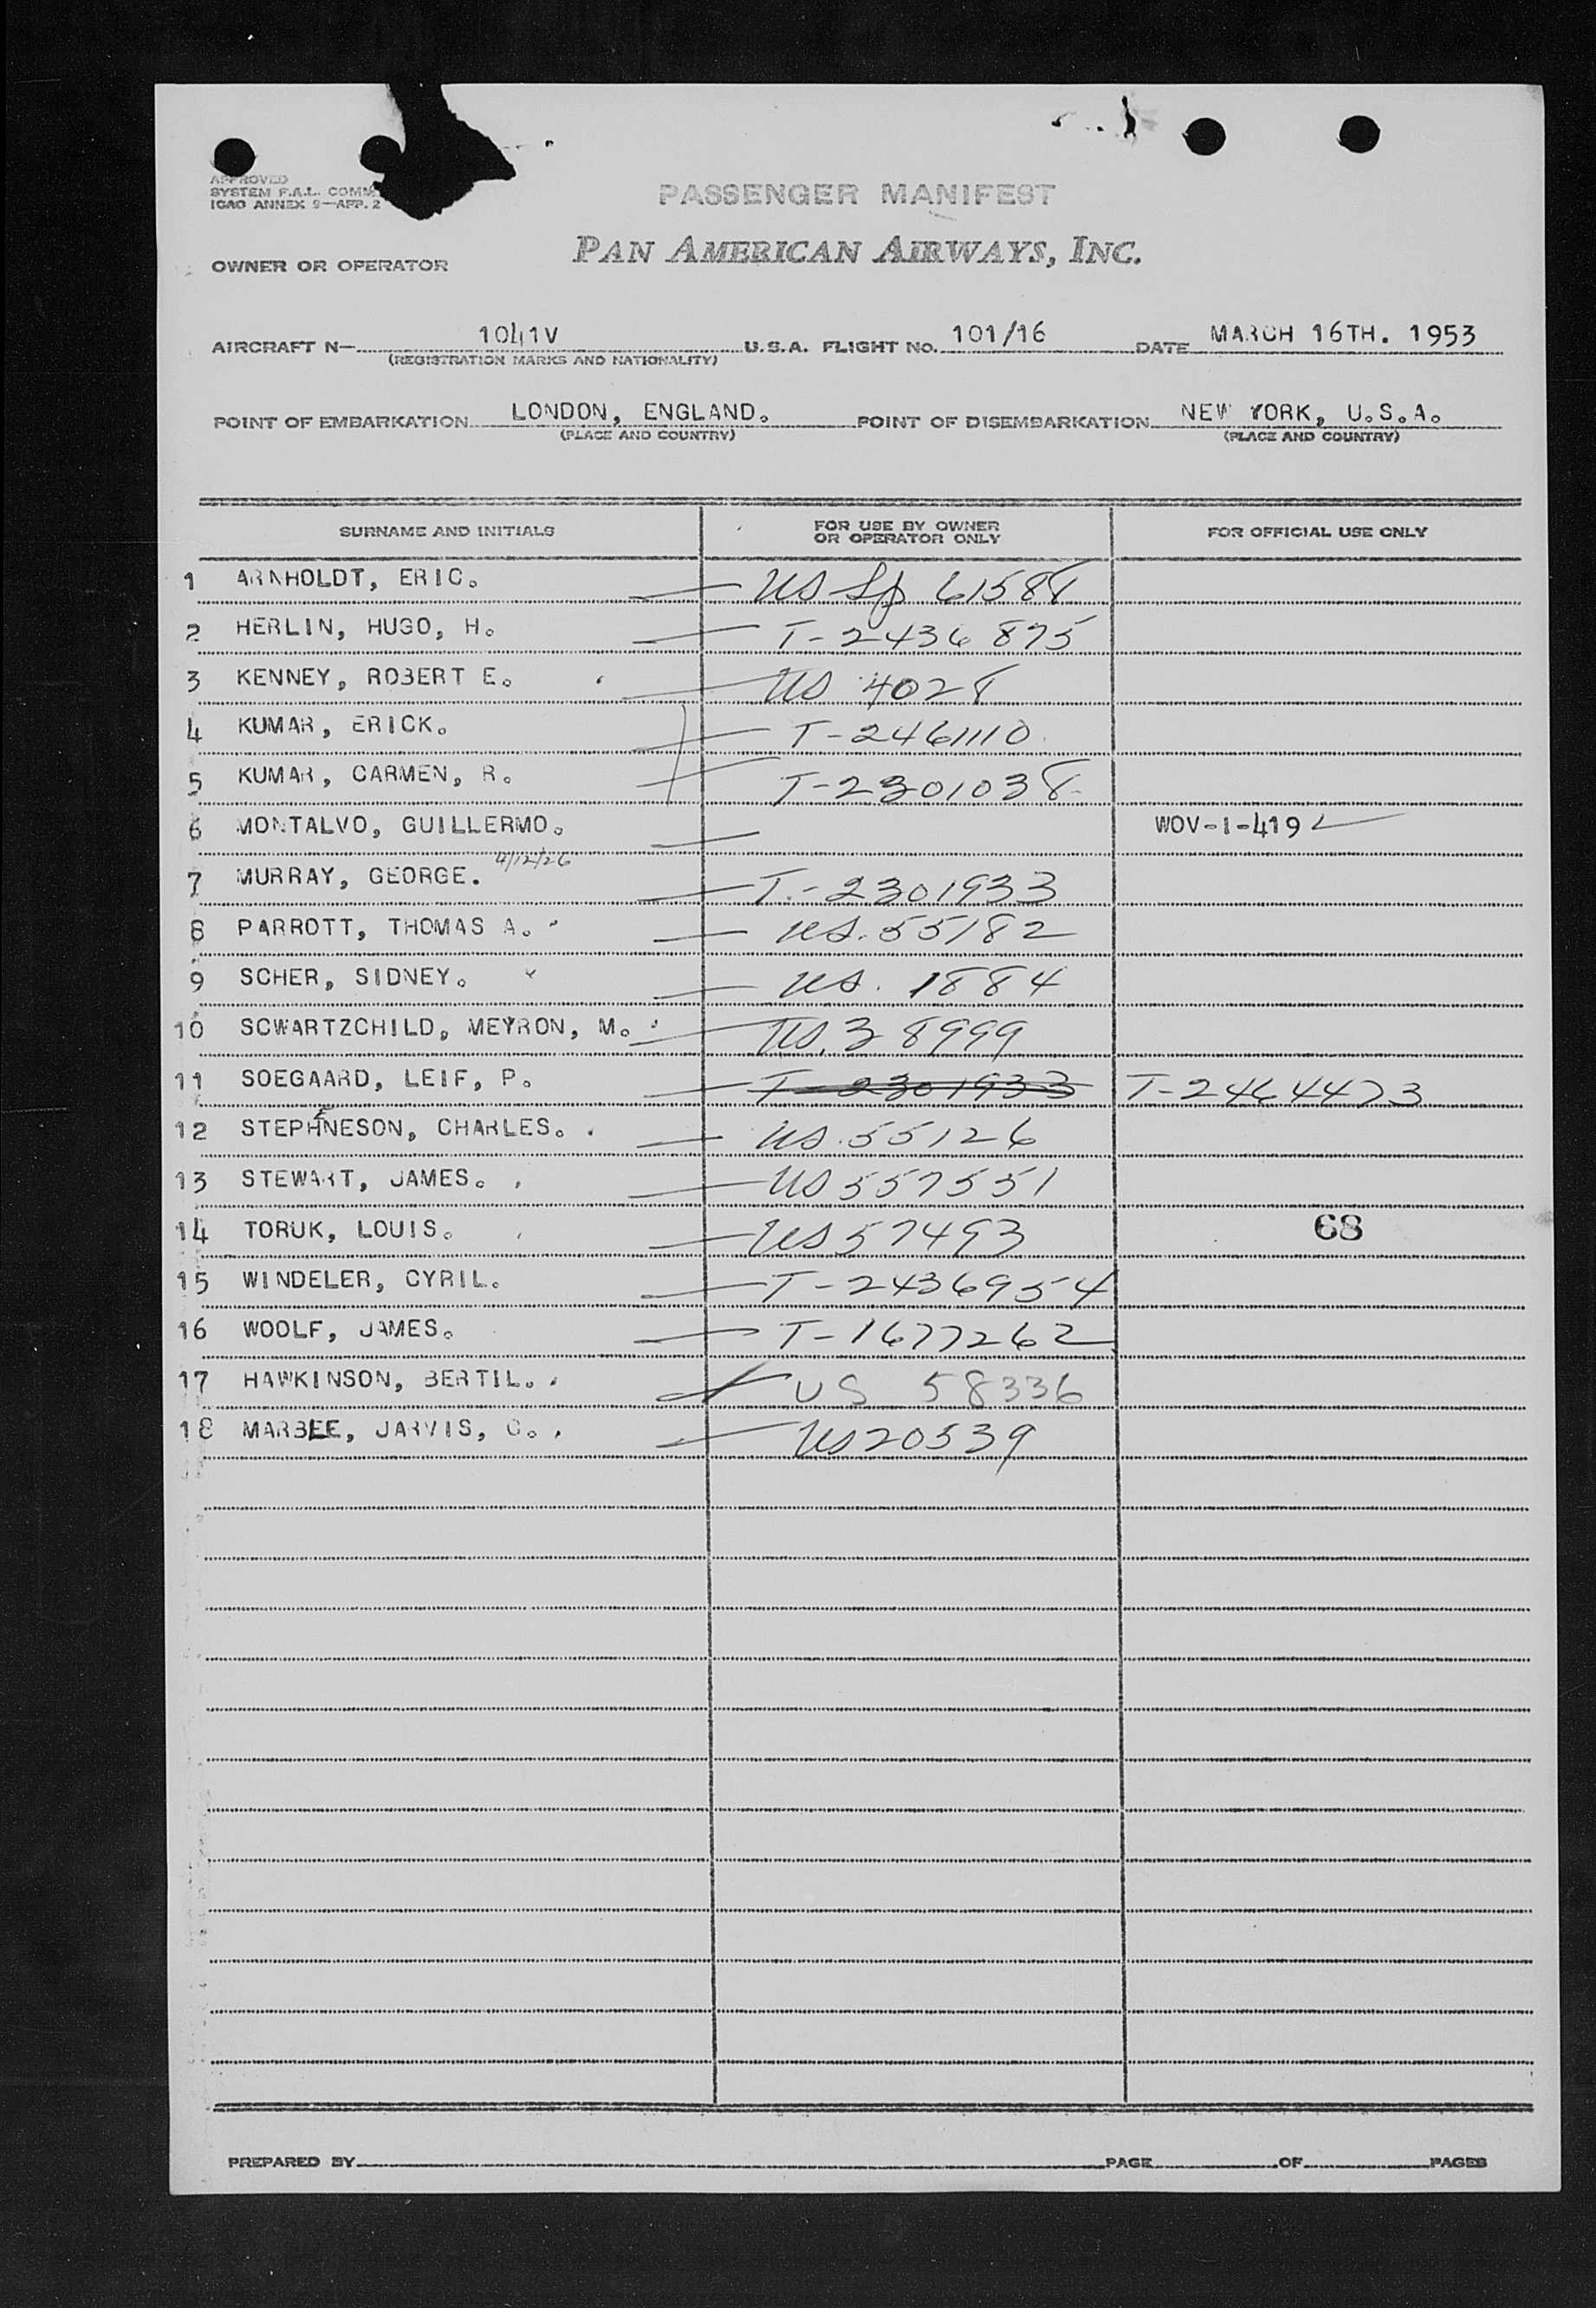 APPROVED
SYSTEM F.A.L. COMM.
ICAO ANNEX 9—APP. 2
PASSENGER MANIFEST
OWNER OR OPERATOR PAN AMERICAN AIRWAYS, INC.
AIRCRAFT N— 1041V U.S.A. FLIGHT NO. 101/16 DATE MARCH 16TH. 1953
(REGISTRATION MARKS AND NATIONALITY)
POINT OF EMBARKATION LONDON, ENGLAND. POINT OF DISEMBARKATION NEW YORK, U.S.A.
(PLACE AND COUNTRY) (PLACE AND COUNTRY)
SURNAME AND INITIALS FOR USE BY OWNER OR OPERATOR ONLY FOR OFFICIAL USE ONLY
1 ARNHOLDT, ERIC. US Sp 61588
2 HERLIN, HUGO, H. T-2436875
3 KENNEY, ROBERT E. US 4028
4 KUMAR, ERICK. T-2461110
5 KUMAR, CARMEN, R. T-2301038
6 MONTALVO, GUILLERMO. WOV-1-419
4/12/26
7 MURRAY, GEORGE. T-2301933
8 PARROTT, THOMAS A. US. 55182
9 SCHER, SIDNEY. US. 1884
10 SCWARTZCHILD, MEYRON, M. US. 38999
11 SOEGAARD, LEIF, P. T-2301933 T-2464473
12 STEPHENESON, CHARLES. US. 55126
13 STEWART, JAMES. US 557551
14 TORUK, LOUIS. US 57493 68
15 WINDELER, CYRIL. T-2436954
16 WOOLF, JAMES. T-1677262
17 HAWKINSON, BERTIL. US 58336
18 MARBEE, JARVIS, C. US 20539
PREPARED BY PAGE OF PAGES